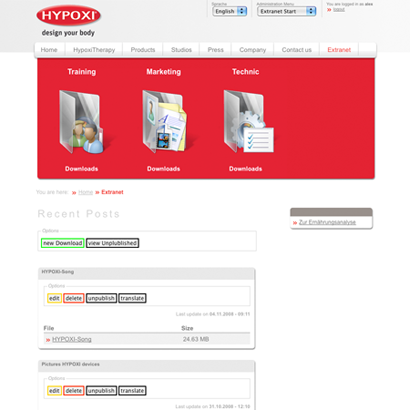 HYPOXI
design your body
Sprache
English
Administration Menu
Extranet Start
You are logged in as alex
logout
Home HypoxiTherapy Products Studios Press Company Contact us Extranet
Training Marketing Technic
Downloads Downloads Downloads
You are here: Home Extranet
Recent Posts
Zur Ernährungsanalyse
Options
new Download view Unplublished
HYPOXI-Song
Options
edit delete unpublish translate
Last update on 04.11.2008 - 09:11
File Size
HYPOXI-Song 24.63 MB
Pictures HYPOXI devices
Options
edit delete unpublish translate
Last update on 31.10.2008 - 12:16